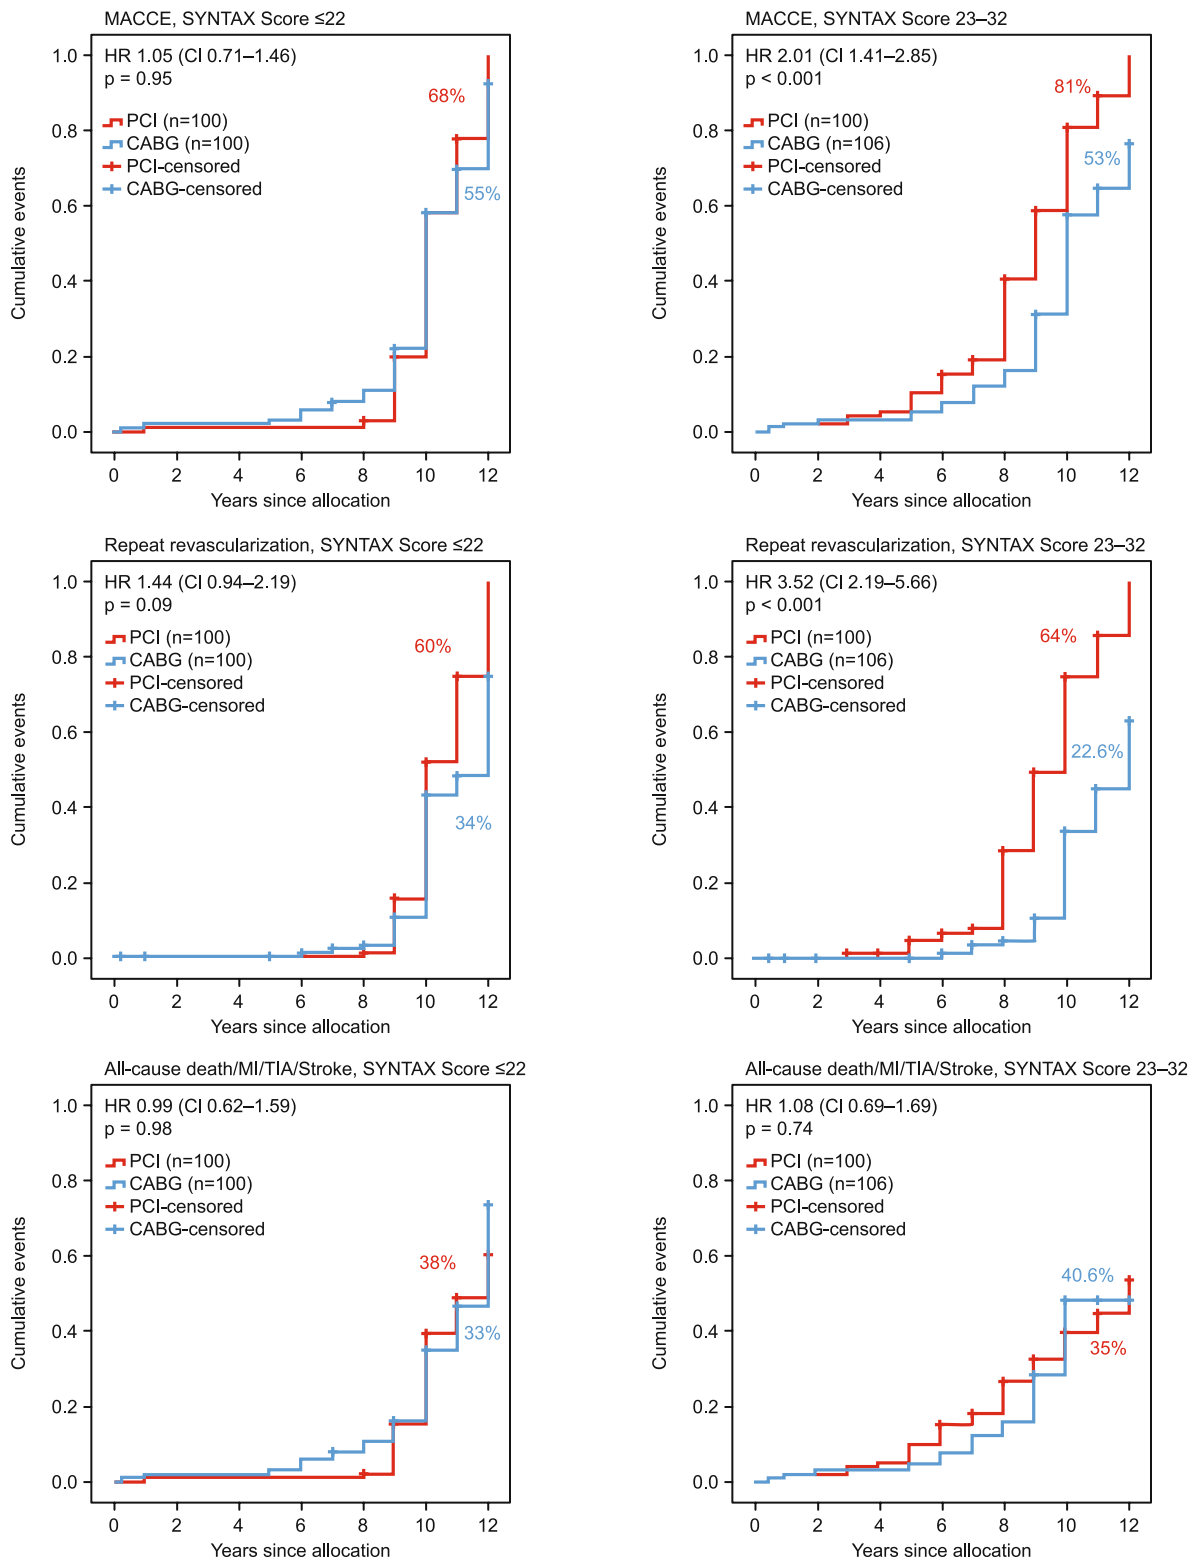 MACCE, SYNTAX Score ≤22
HR 1.05 (CI 0.71–1.46)
p = 0.95
PCI (n=100)
CABG (n=100)
PCI-censored
CABG-censored
68%
55%
1.0
0.8
0.6
0.4
0.2
0.0
Cumulative events
0 2 4 6 8 10 12
Years since allocation
MACCE, SYNTAX Score 23–32
HR 2.01 (CI 1.41–2.85)
p < 0.001
PCI (n=100)
CABG (n=106)
PCI-censored
CABG-censored
81%
53%
1.0
0.8
0.6
0.4
0.2
0.0
Cumulative events
0 2 4 6 8 10 12
Years since allocation
Repeat revascularization, SYNTAX Score ≤22
HR 1.44 (CI 0.94–2.19)
p = 0.09
PCI (n=100)
CABG (n=100)
PCI-censored
CABG-censored
60%
34%
1.0
0.8
0.6
0.4
0.2
0.0
Cumulative events
0 2 4 6 8 10 12
Years since allocation
Repeat revascularization, SYNTAX Score 23–32
HR 3.52 (CI 2.19–5.66)
p < 0.001
PCI (n=100)
CABG (n=106)
PCI-censored
CABG-censored
64%
22.6%
1.0
0.8
0.6
0.4
0.2
0.0
Cumulative events
0 2 4 6 8 10 12
Years since allocation
All-cause death/MI/TIA/Stroke, SYNTAX Score ≤22
HR 0.99 (CI 0.62–1.59)
p = 0.98
PCI (n=100)
CABG (n=100)
PCI-censored
CABG-censored
38%
33%
1.0
0.8
0.6
0.4
0.2
0.0
Cumulative events
0 2 4 6 8 10 12
Years since allocation
All-cause death/MI/TIA/Stroke, SYNTAX Score 23–32
HR 1.08 (CI 0.69–1.69)
p = 0.74
PCI (n=100)
CABG (n=106)
PCI-censored
CABG-censored
40.6%
35%
1.0
0.8
0.6
0.4
0.2
0.0
Cumulative events
0 2 4 6 8 10 12
Years since allocation